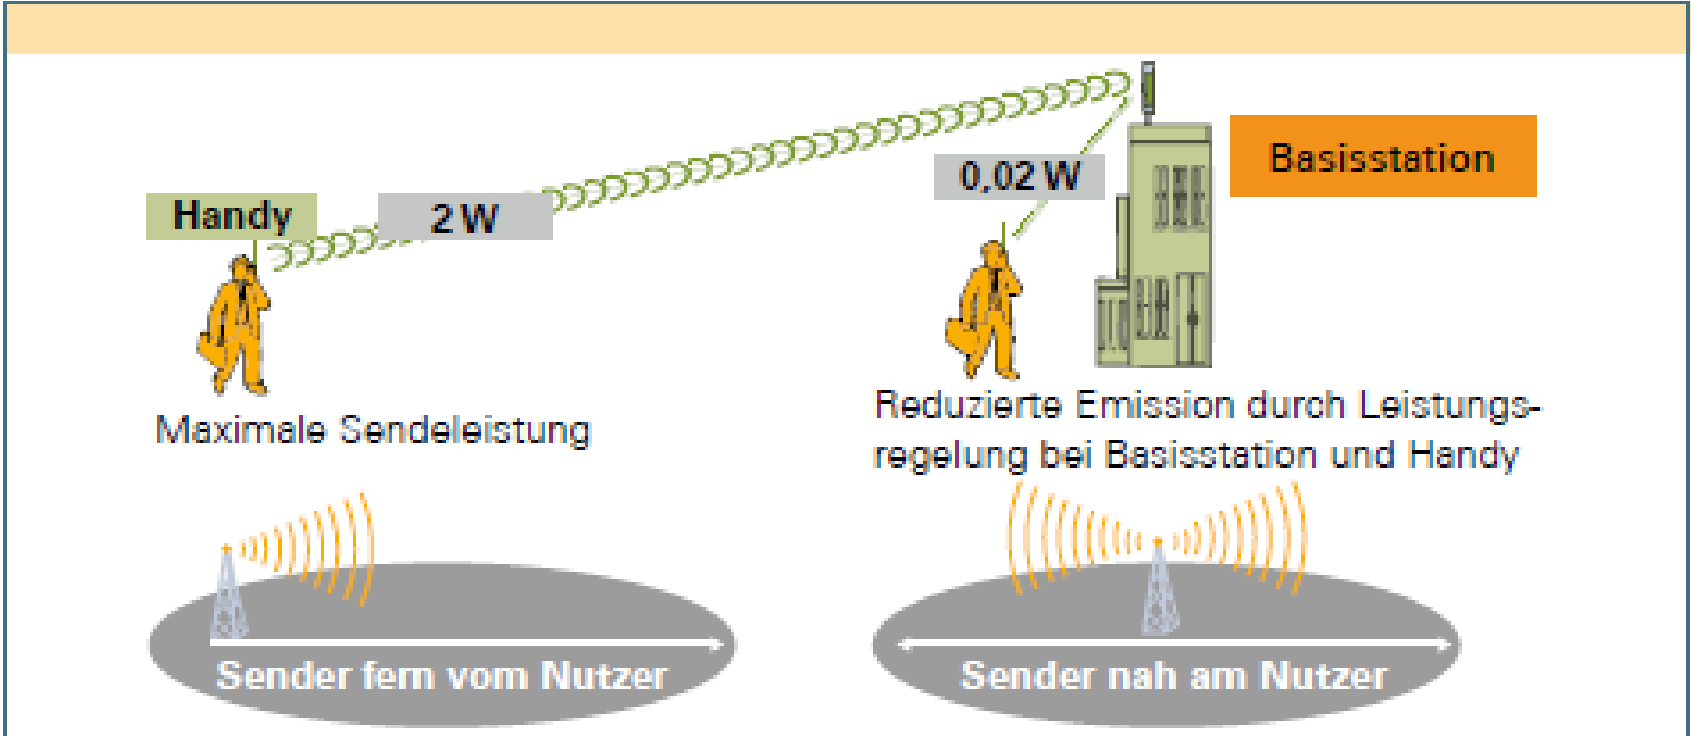 Handy
2 W
0,02 W
Basisstation
Maximale Sendeleistung
Reduzierte Emission durch Leistungs-
regelung bei Basisstation und Handy
Sender fern vom Nutzer
Sender nah am Nutzer